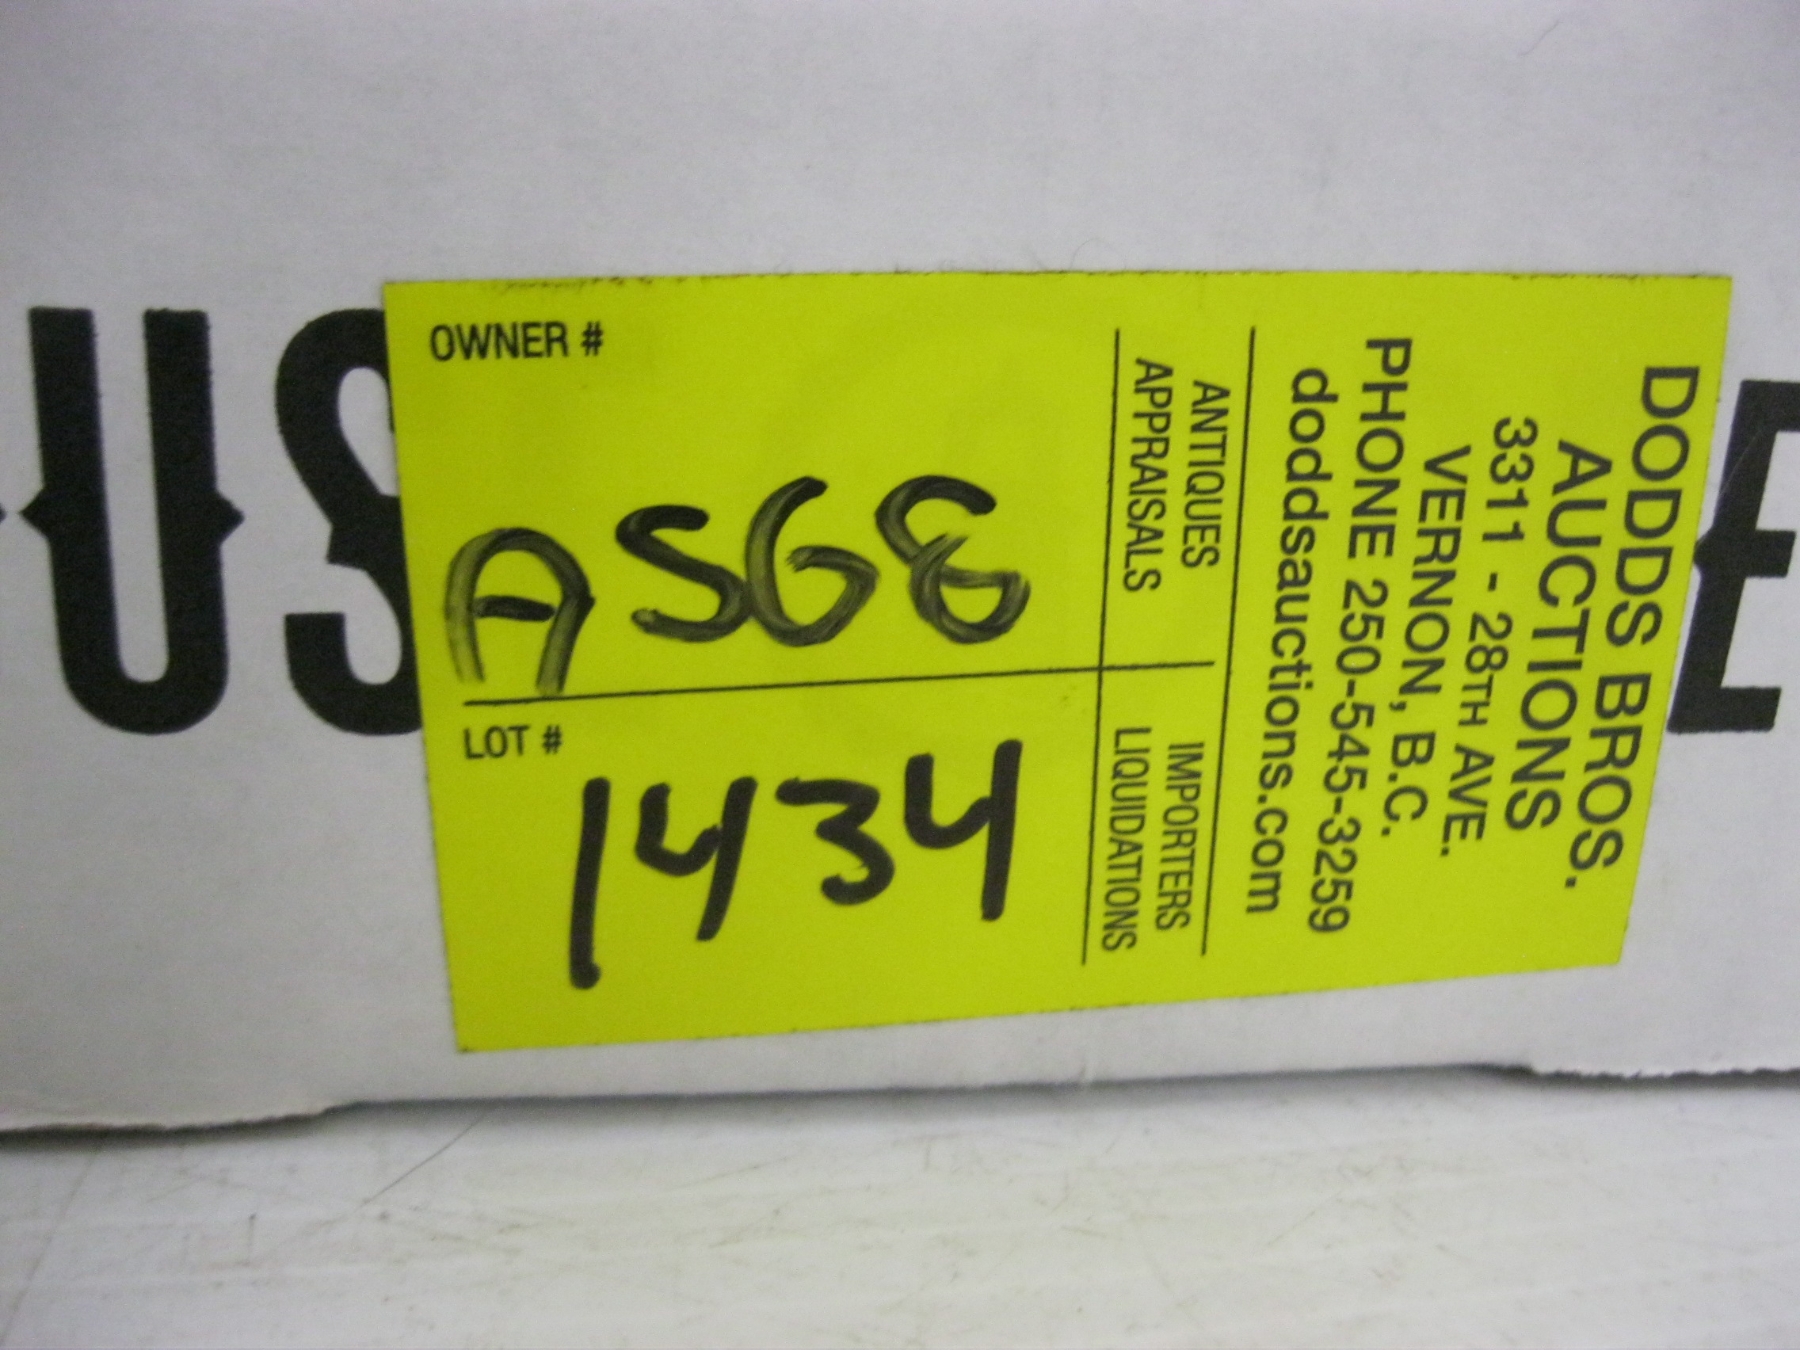 US
E
OWNER #
A568
LOT #
1434
ANTIQUES
APPRAISALS
IMPORTERS
LIQUIDATIONS
DODDS BROS.
AUCTIONS
3311 - 28TH AVE.
VERNON, B.C.
PHONE 250-545-3259
doddsauctions.com